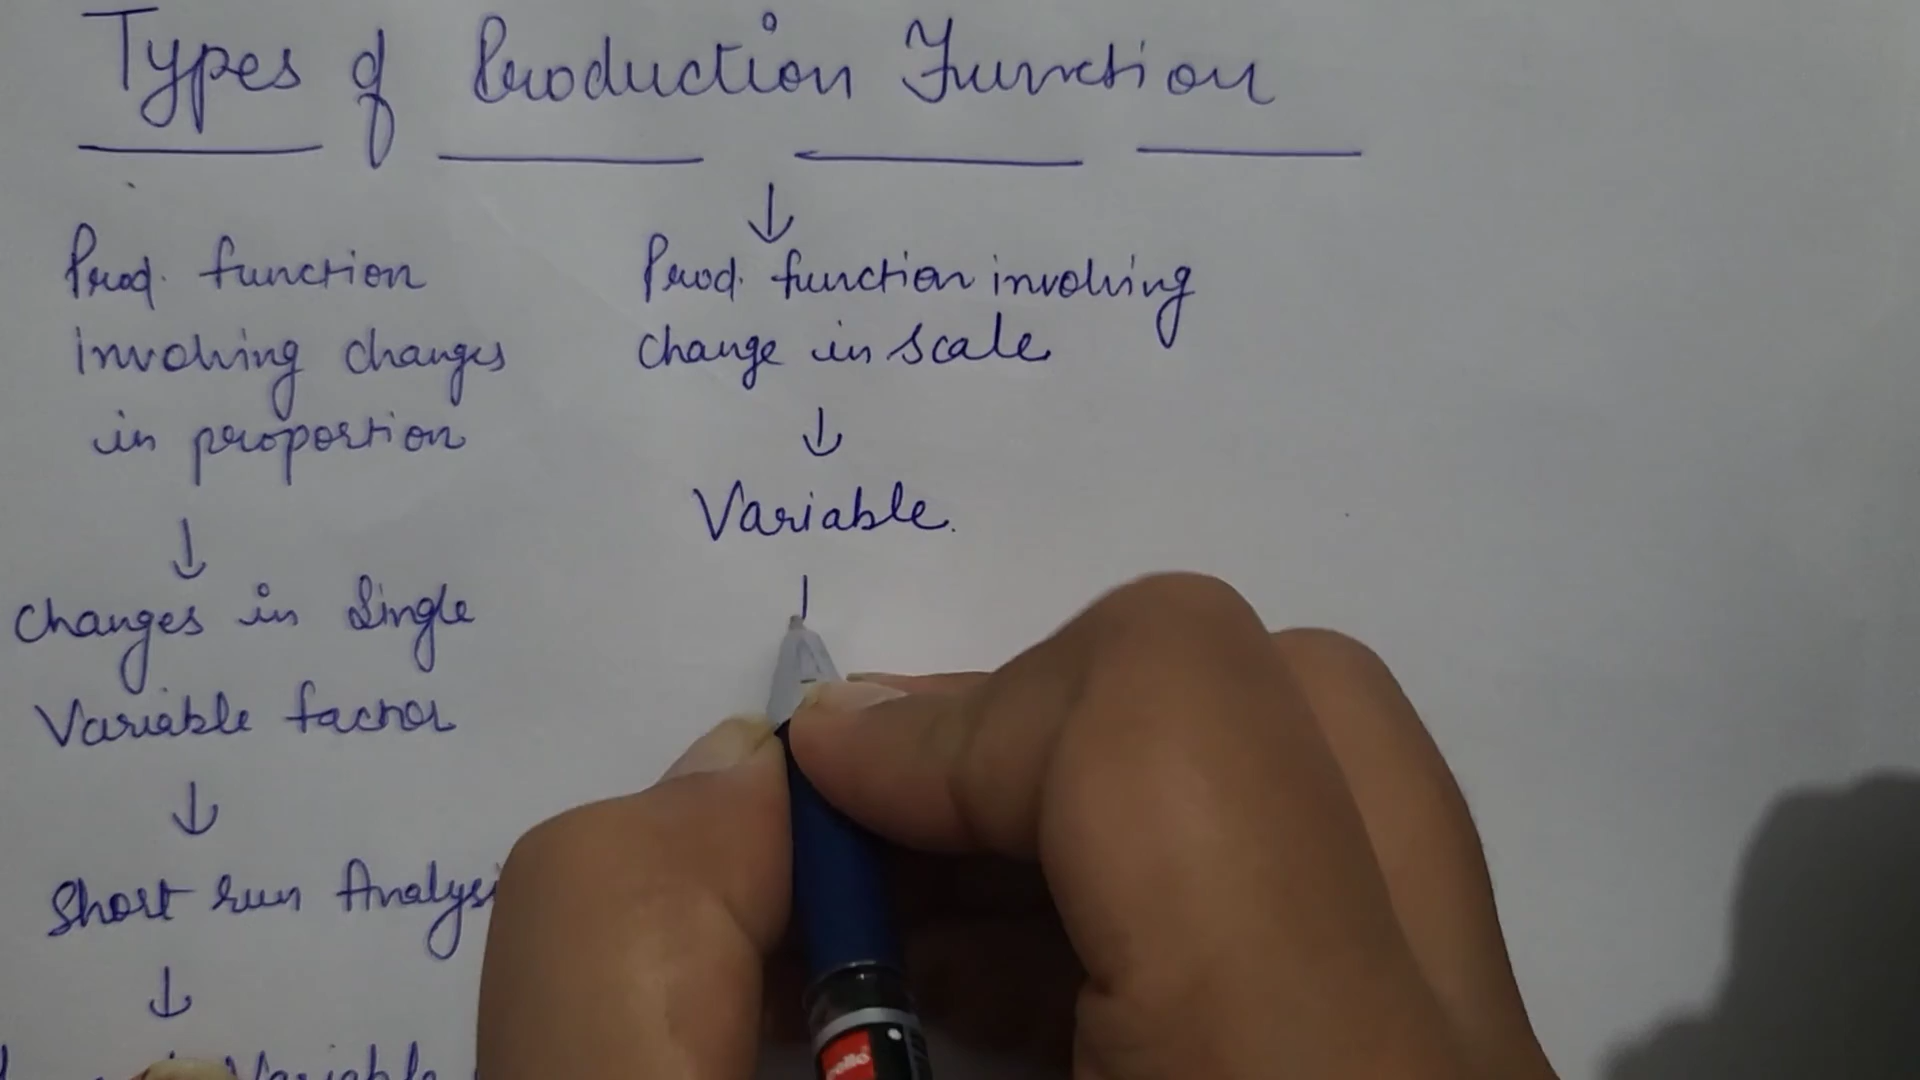 Types of Production Function
Prod. function
involving changes
in proportion
Changes in Single
Variable factor
Short run Analysi
Variable
Prod. function involving
change in scale
Variable.